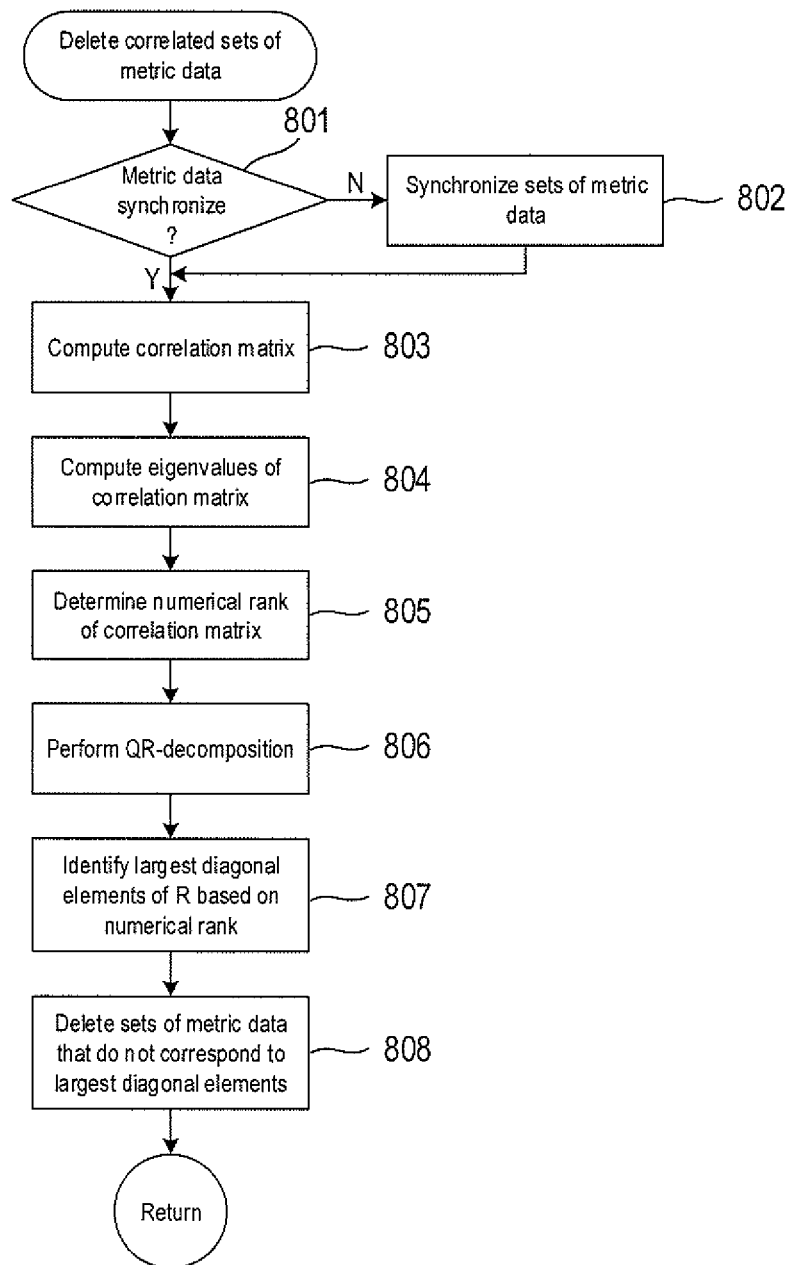 Delete correlated sets of
metric data
801
Metric data
synchronize
?
N
Synchronize sets of metric
data
802
Y
Compute correlation matrix
803
Compute eigenvalues of
correlation matrix
804
Determine numerical rank
of correlation matrix
805
Perform QR-decomposition
806
Identify largest diagonal
elements of R based on
numerical rank
807
Delete sets of metric data
that do not correspond to
largest diagonal elements
808
Return